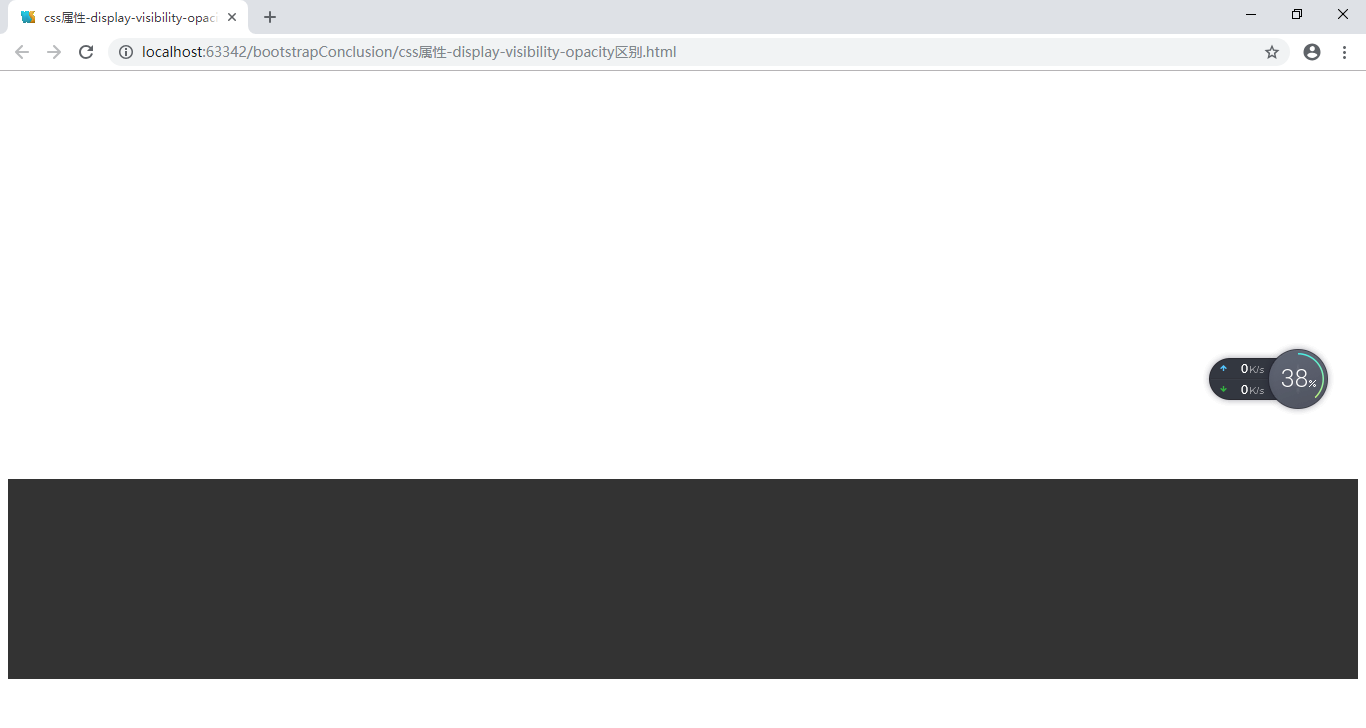 css属性-display-visibility-opaci
localhost:63342/bootstrapConclusion/css属性-display-visibility-opacity区别.html
0K/s
38%
0K/s